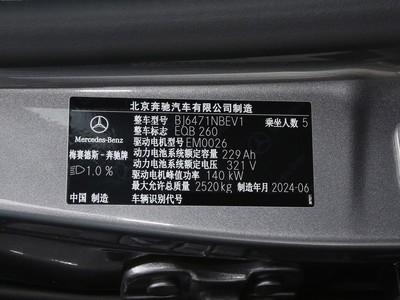 北京奔驰汽车有限公司制造
整车型号 BJ6471NBEV1 乘坐人数 5
整车标志 EQB 260
Mercedes-Benz
驱动电机型号 EM0026
梅赛德斯-奔驰牌
动力电池系统额定容量 229Ah
动力电池系统额定电压 321V
1.0 %
驱动电机峰值功率 140 kW
最大允许总质量 2520kg 制造年月 2024-06
中国 制造
车辆识别代号